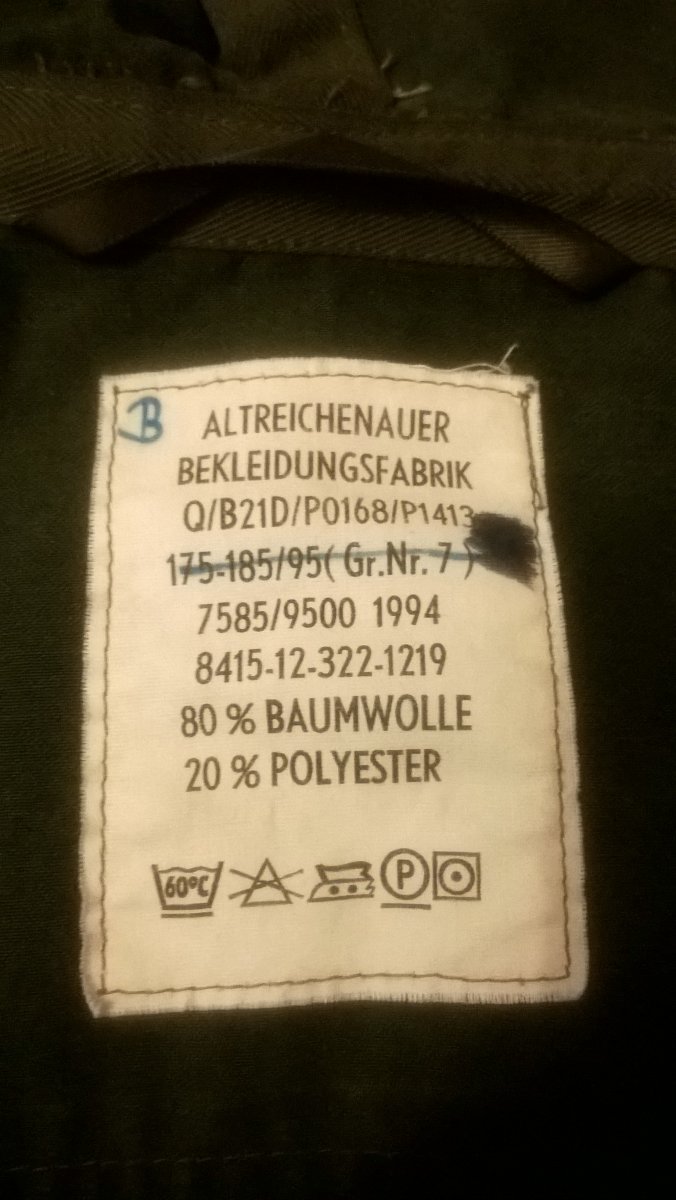 B
ALTREICHENAUER
BEKLEIDUNGSFABRIK
Q/B21D/P0168/P1413
175-185/95( Gr.Nr. 7 )
7585/9500 1994
8415-12-322-1219
80 % BAUMWOLLE
20 % POLYESTER
60°C P